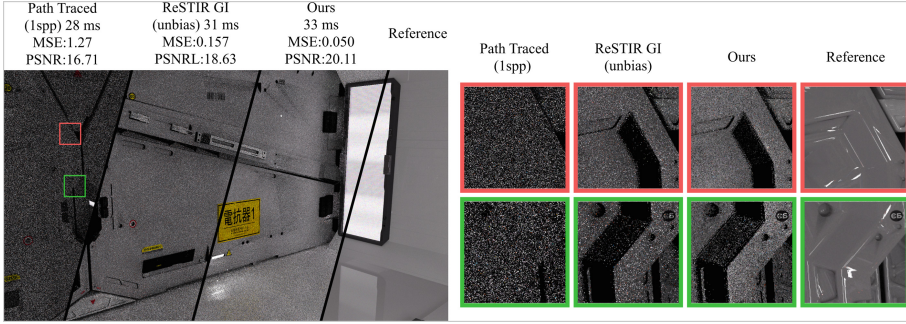 Path Traced
(1spp) 28 ms
MSE:1.27
PSNR:16.71
ReSTIR GI
(unbias) 31 ms
MSE:0.157
PSNRL:18.63
Ours
33 ms
MSE:0.050
PSNR:20.11
Reference
Path Traced
(1spp)
ReSTIR GI
(unbias)
Ours
Reference
電抗器1